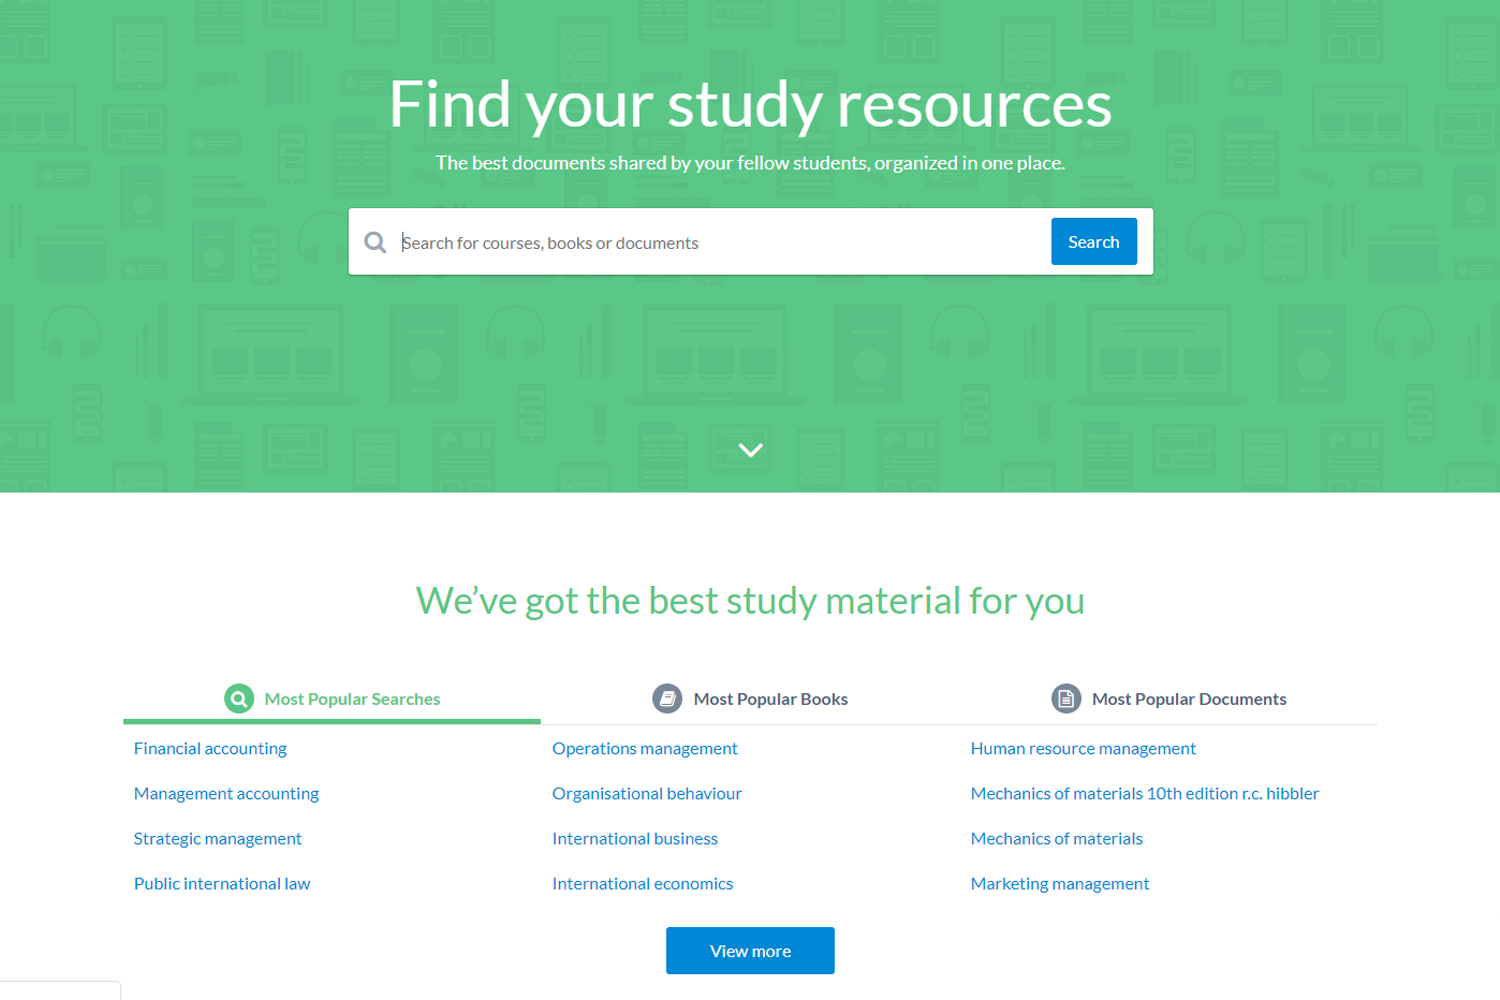 Find your study resources
The best documents shared by your fellow students, organized in one place.
Search for courses, books or documents
Search
We've got the best study material for you
Most Popular Searches
Most Popular Books
Most Popular Documents
Financial accounting
Operations management
Human resource management
Management accounting
Organisational behaviour
Mechanics of materials 10th edition r.c. hibbler
Strategic management
International business
Mechanics of materials
Public international law
International economics
Marketing management
View more